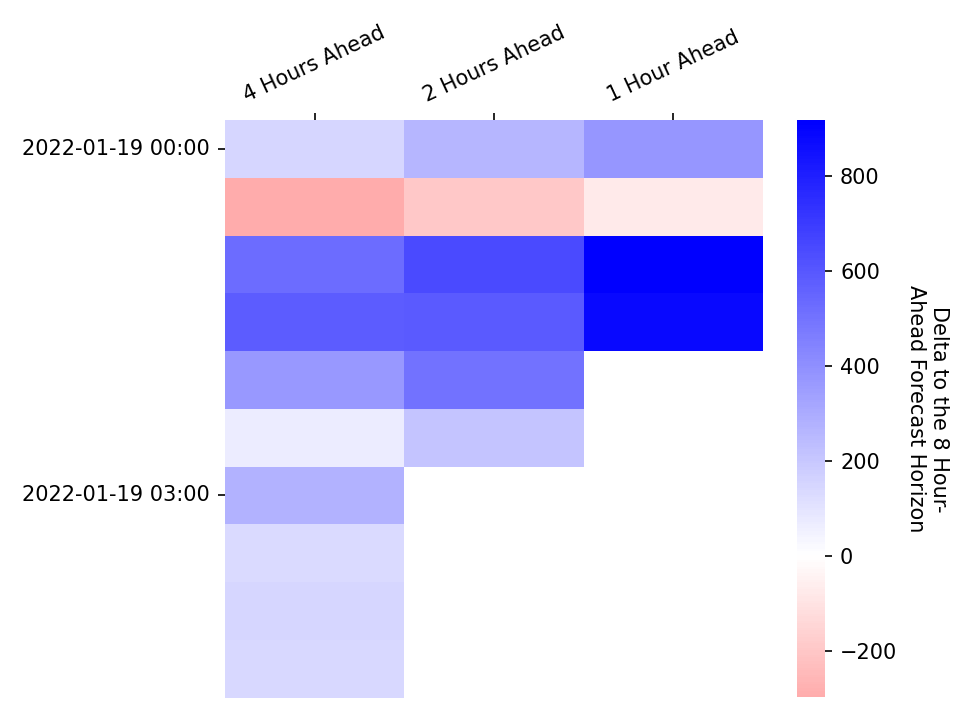 4 Hours Ahead
2 Hours Ahead
1 Hour Ahead
2022-01-19 00:00
2022-01-19 03:00
800
600
400
200
0
−200
Delta to the 8 Hour-
Ahead Forecast Horizon